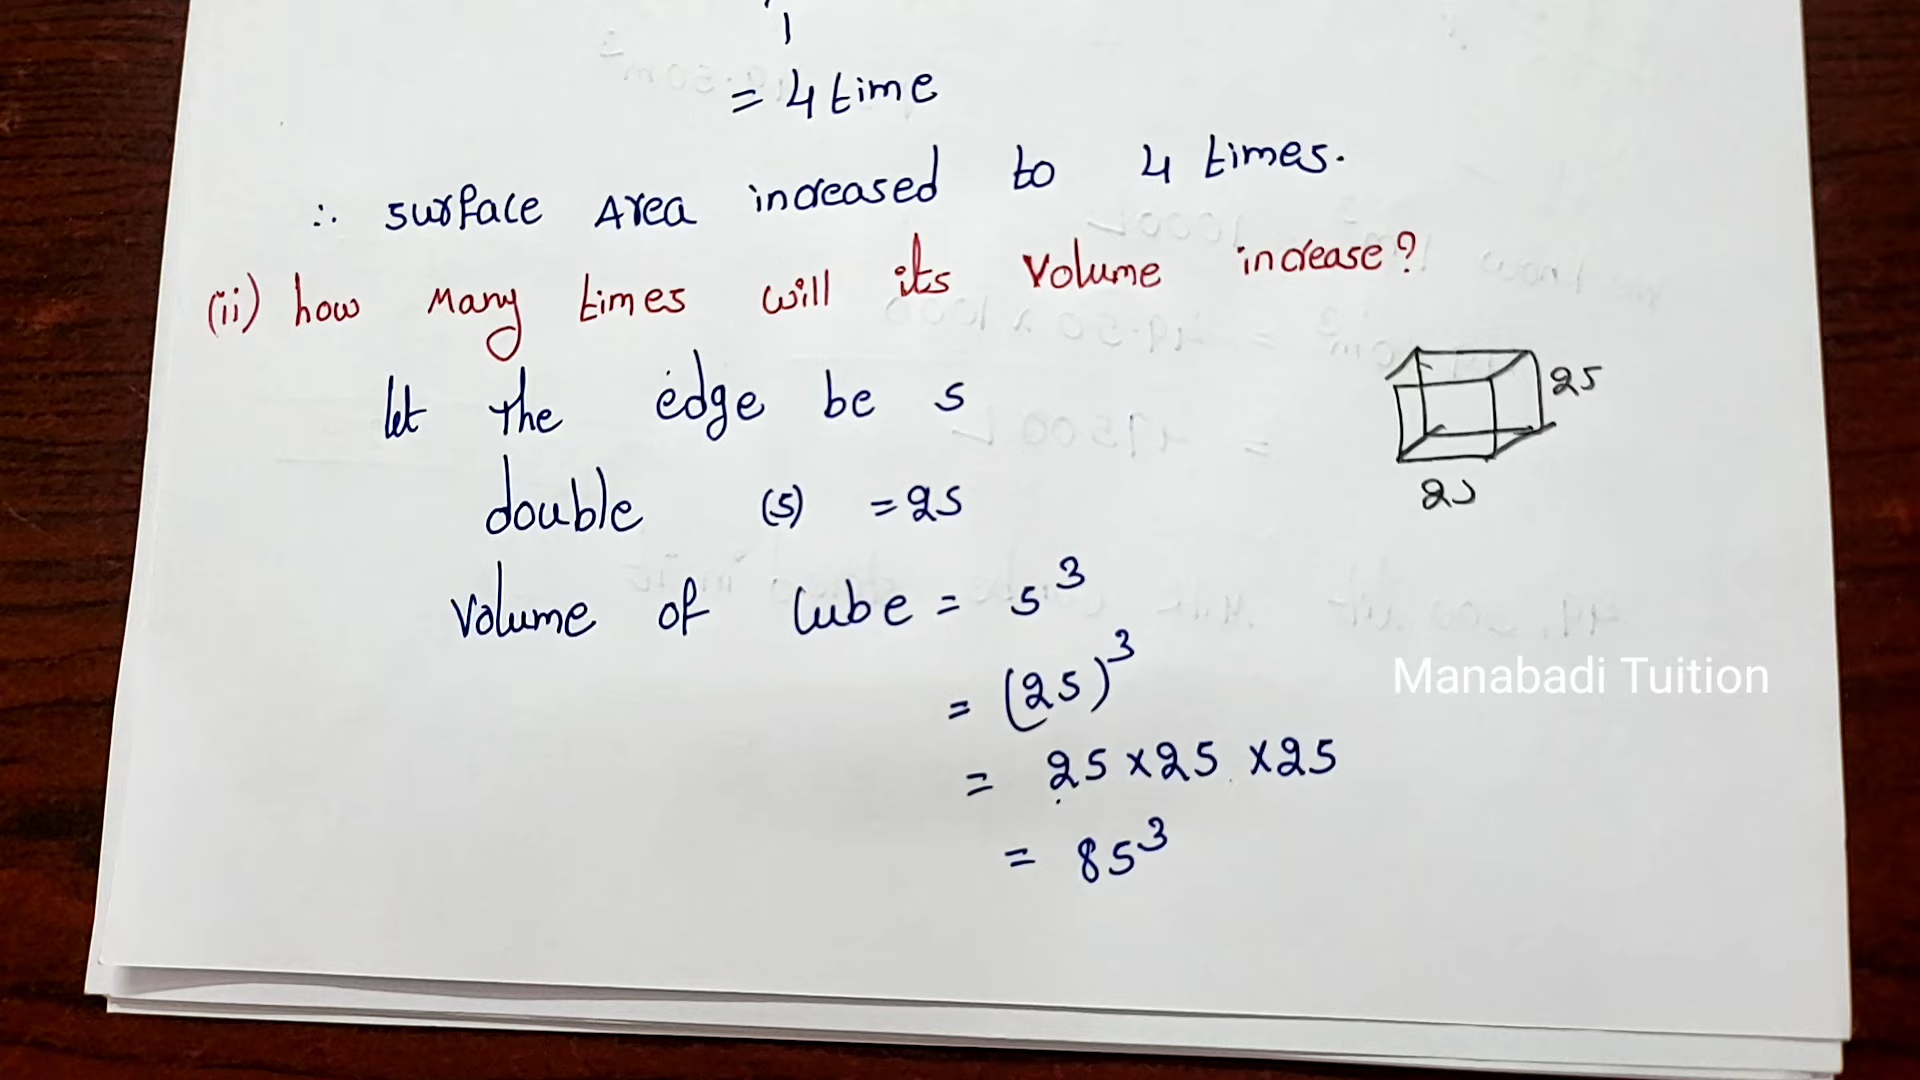 1
= 4 time
∴ surface Area increased to 4 times.
(ii) how Many times will its Volume increase?
let the edge be s
double (s) = 2s
2s
2s
Volume of Cube = s³
= (2s)³
= 2s × 2s × 2s
= 8s³
Manabadi Tuition